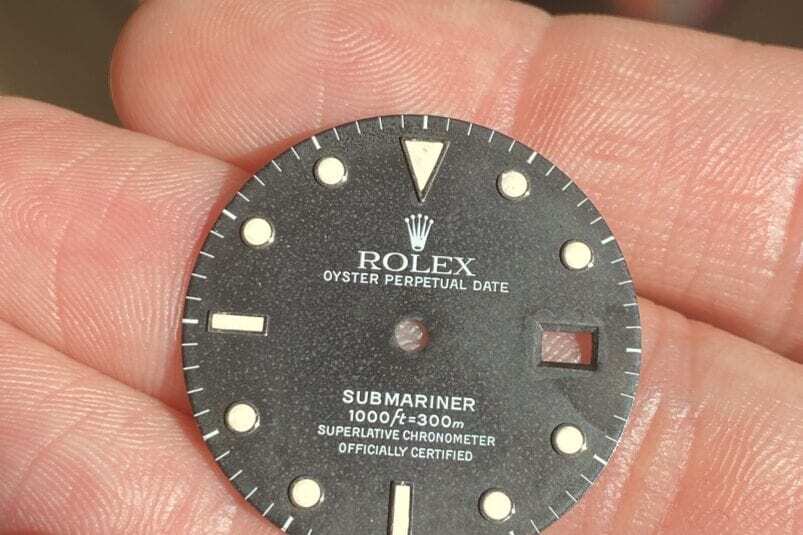 ROLEX
OYSTER PERPETUAL DATE
SUBMARINER
1000ft=300m
SUPERLATIVE CHRONOMETER
OFFICIALLY CERTIFIED